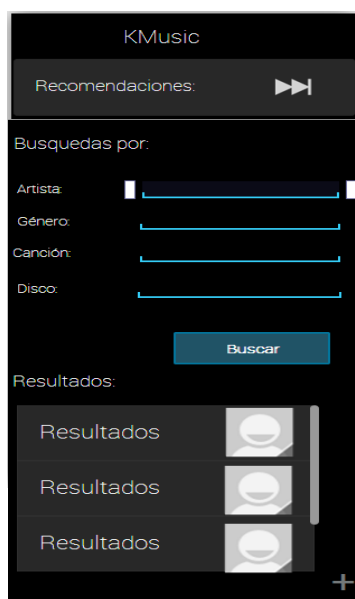 KMusic
Recomendaciones:
Busquedas por:
Artista:
Género:
Canción:
Disco:
Buscar
Resultados:
Resultados
Resultados
Resultados